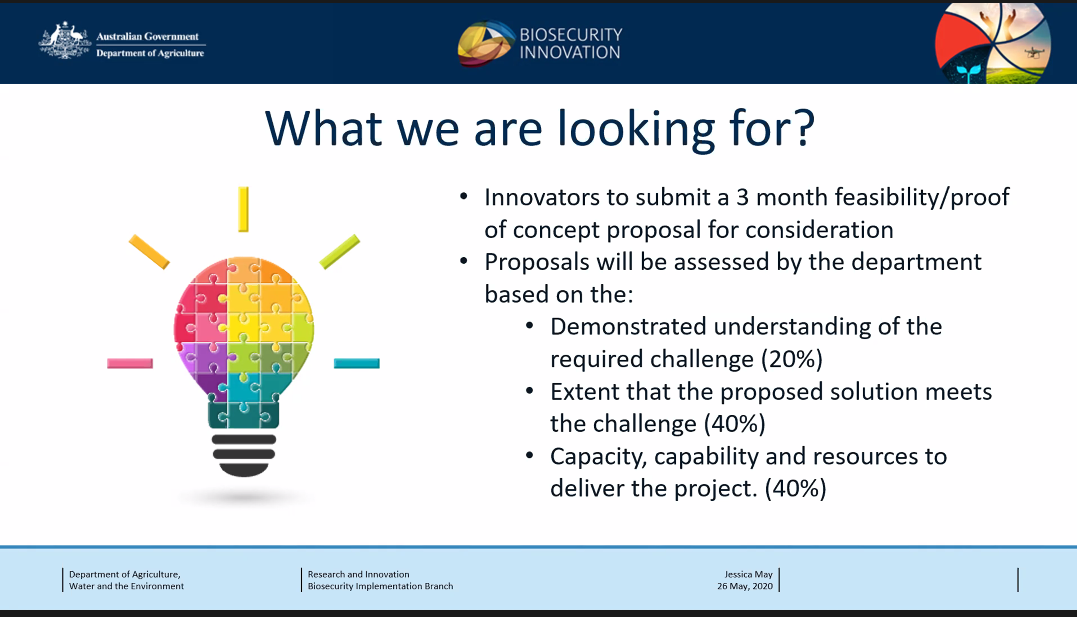 Australian Government
Department of Agriculture
BIOSECURITY
INNOVATION
What we are looking for?
• Innovators to submit a 3 month feasibility/proof
of concept proposal for consideration
• Proposals will be assessed by the department
based on the:
• Demonstrated understanding of the
required challenge (20%)
• Extent that the proposed solution meets
the challenge (40%)
• Capacity, capability and resources to
deliver the project. (40%)
Department of Agriculture,
Water and the Environment
Research and Innovation
Biosecurity Implementation Branch
Jessica May
26 May, 2020